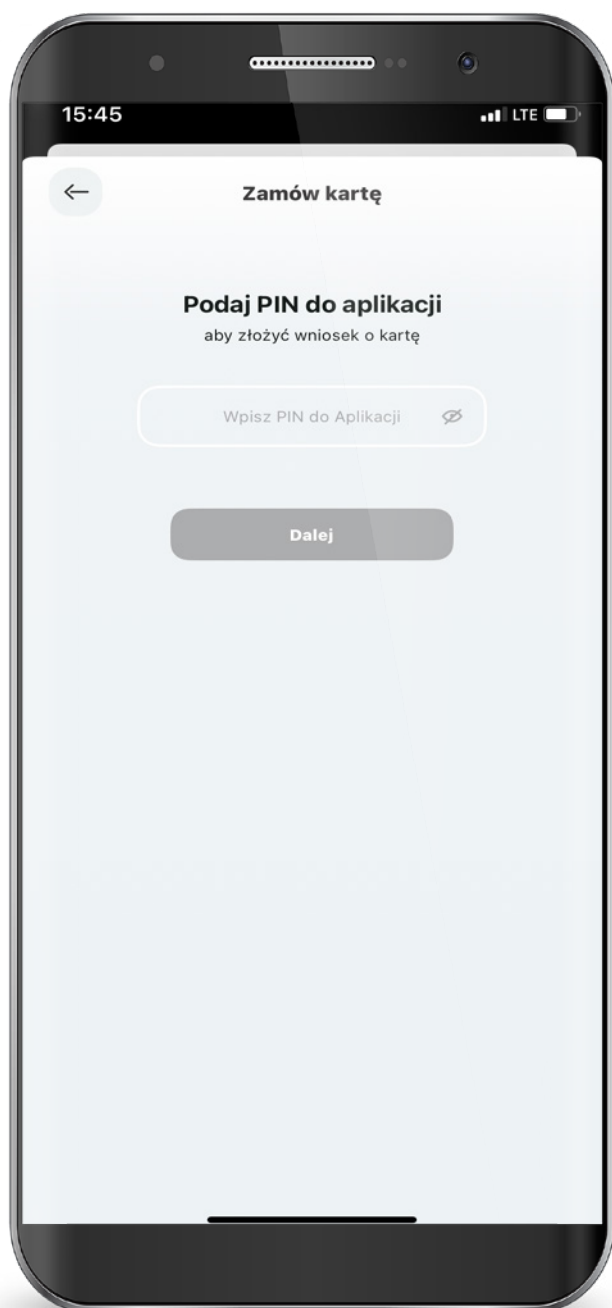 15:45
LTE
Zamów kartę
Podaj PIN do aplikacji
aby złożyć wniosek o kartę
Wpisz PIN do Aplikacji
Dalej